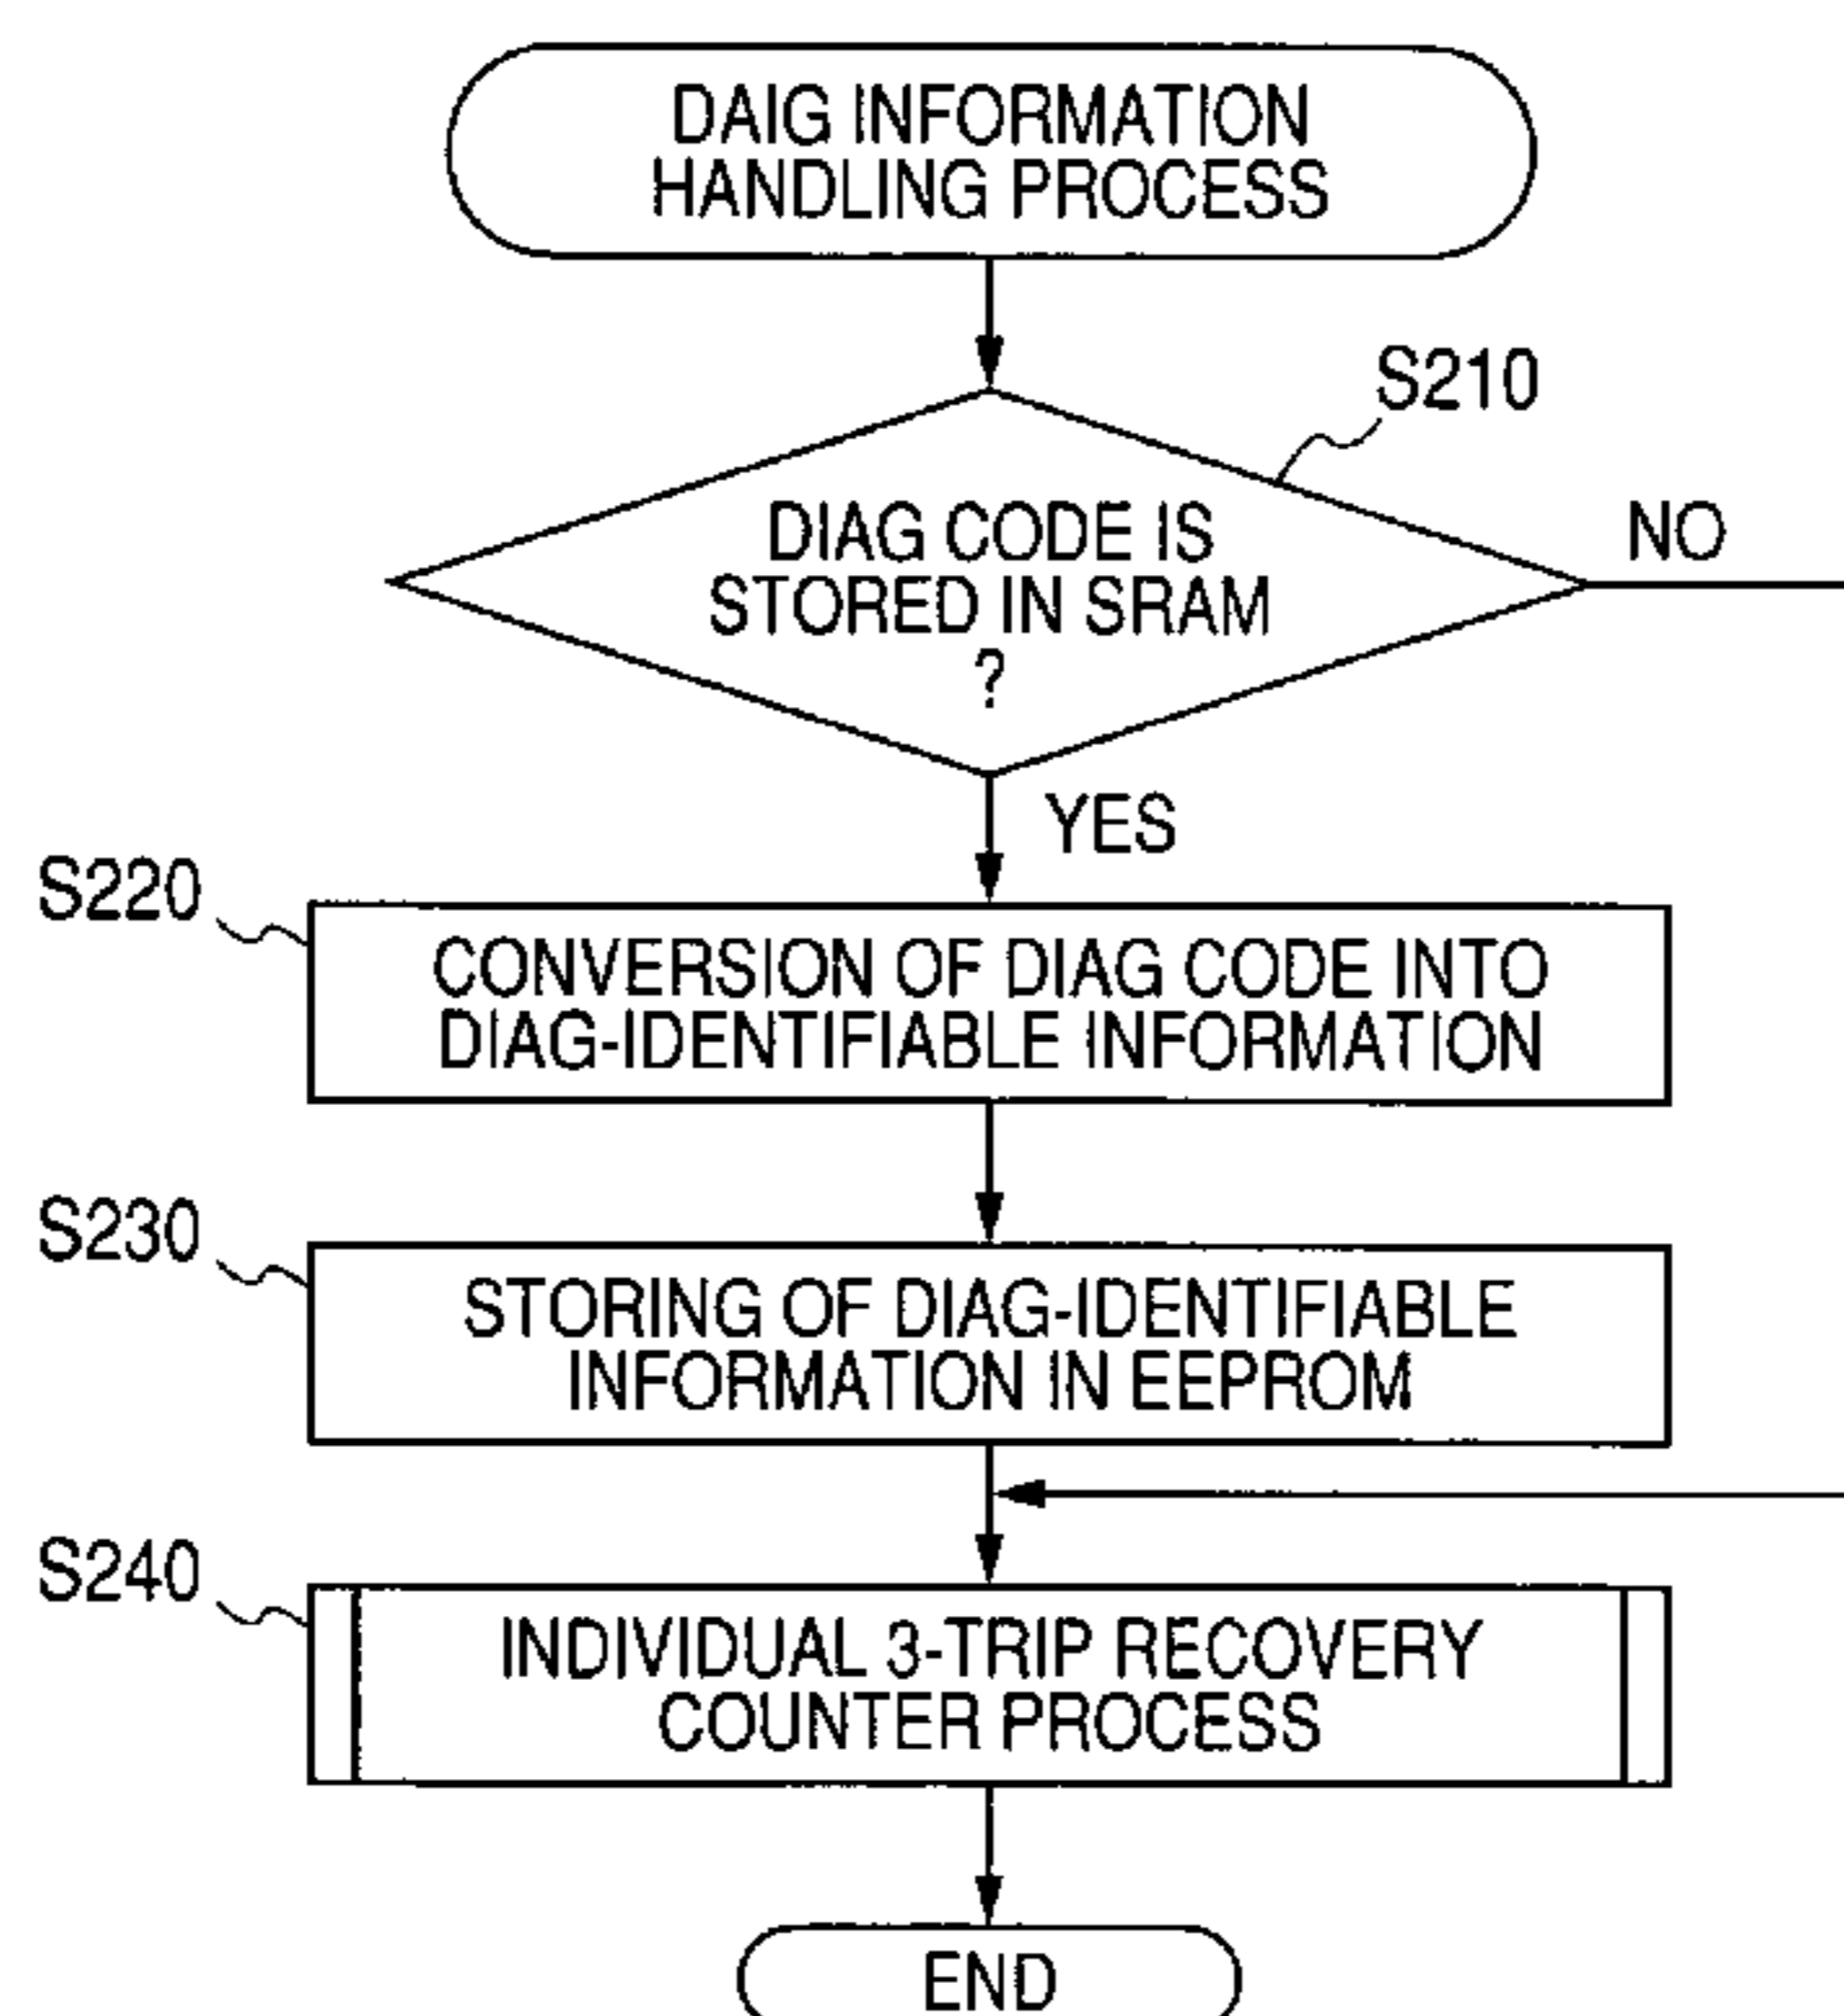 DAIG INFORMATION
HANDLING PROCESS
S210
DIAG CODE IS
STORED IN SRAM
?
NO
YES
S220
CONVERSION OF DIAG CODE INTO
DIAG-IDENTIFIABLE INFORMATION
S230
STORING OF DIAG-IDENTIFIABLE
INFORMATION IN EEPROM
S240
INDIVIDUAL 3-TRIP RECOVERY
COUNTER PROCESS
END